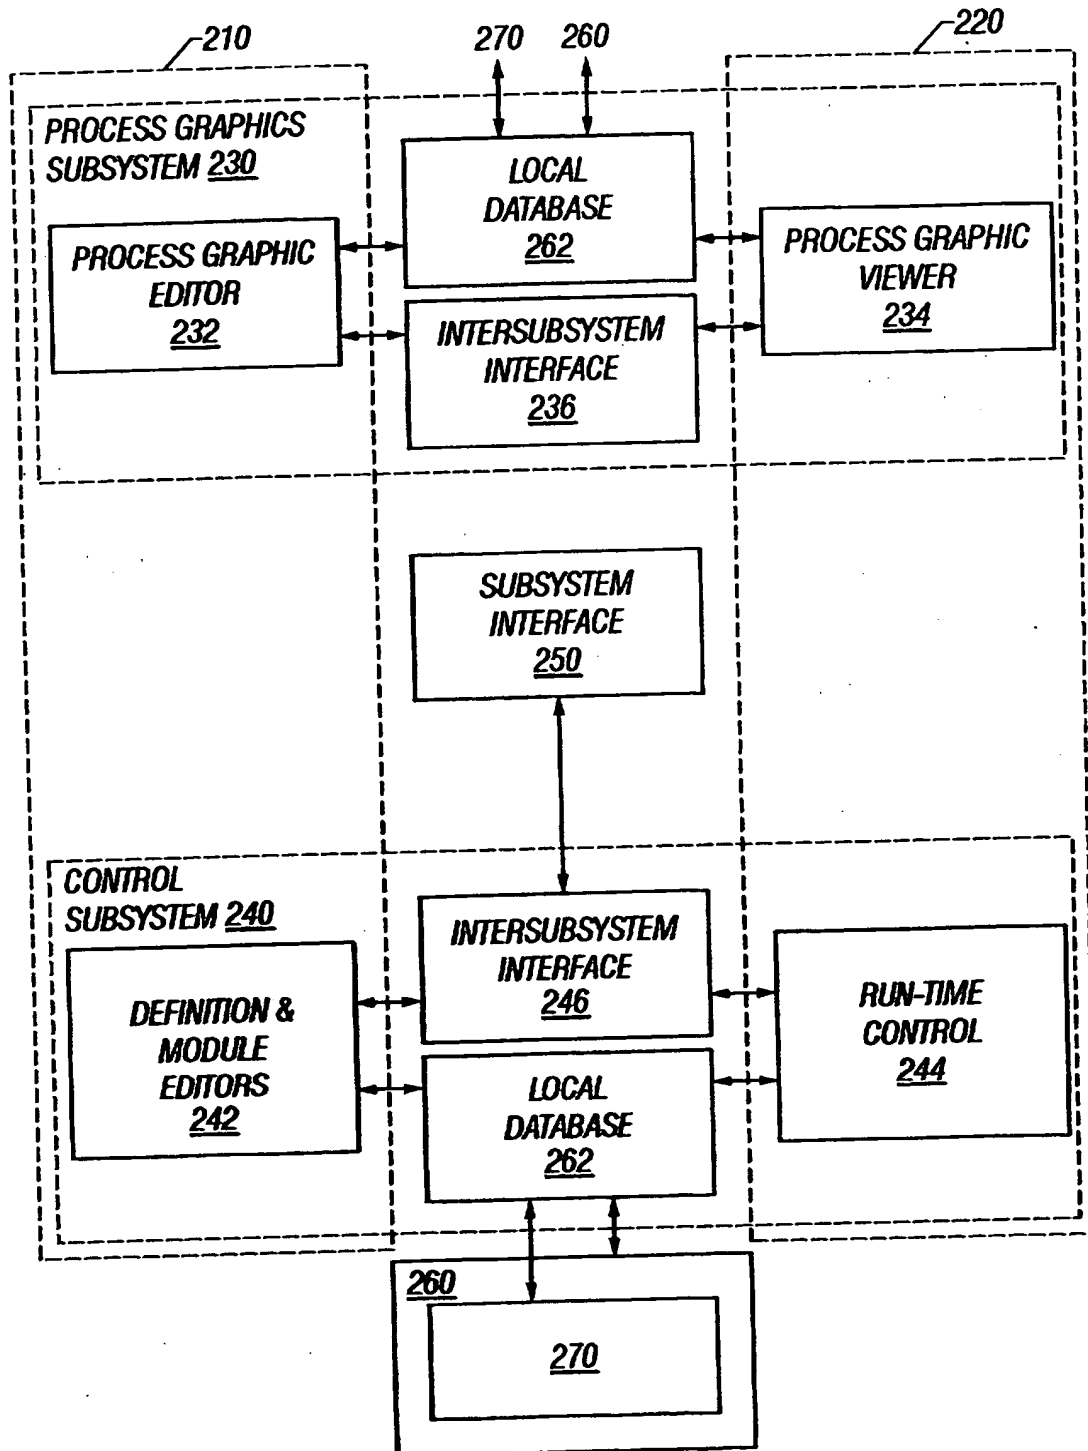 210
270 260
220
PROCESS GRAPHICS
SUBSYSTEM 230
LOCAL
DATABASE
262
PROCESS GRAPHIC
EDITOR
232
PROCESS GRAPHIC
VIEWER
234
INTERSUBSYSTEM
INTERFACE
236
SUBSYSTEM
INTERFACE
250
CONTROL
SUBSYSTEM 240
INTERSUBSYSTEM
INTERFACE
246
DEFINITION &
MODULE
EDITORS
242
RUN-TIME
CONTROL
244
LOCAL
DATABASE
262
260
270